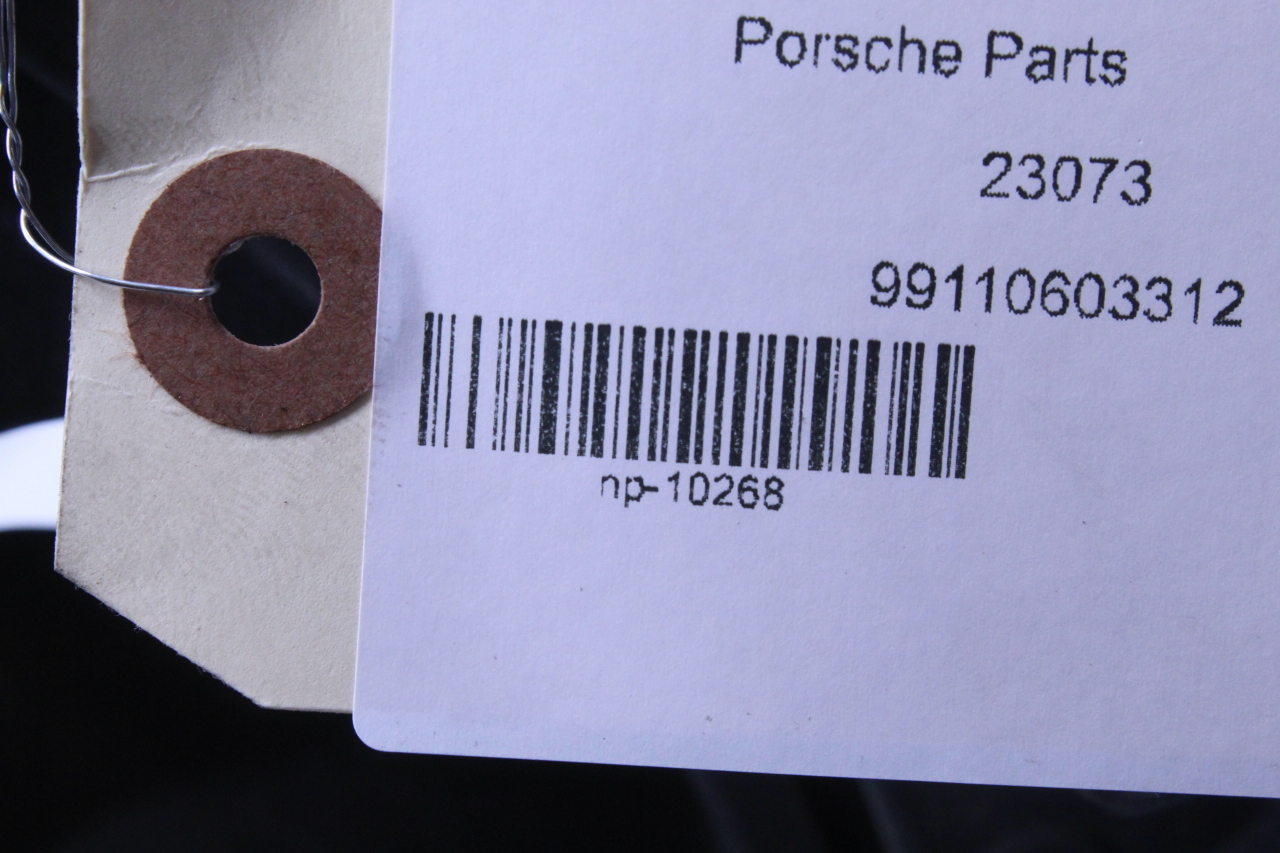 Porsche Parts
23073
99110603312
np-10268